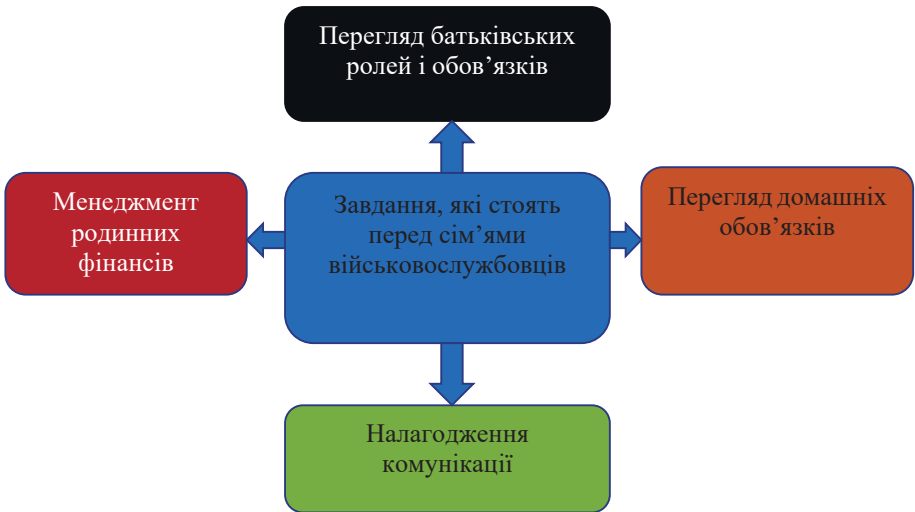 Перегляд батьківських
ролей і обов’язків
Менеджмент
родинних
фінансів
Завдання, які стоять
перед сім’ями
військовослужбовців
Перегляд домашніх
обов’язків
Налагодження
комунікації